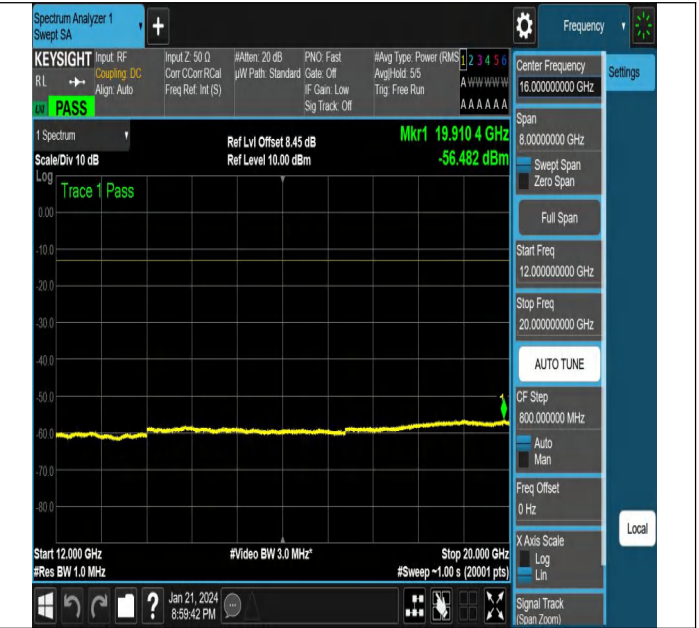 Spectrum Analyzer 1
Swept SA
+
Frequency
KEYSIGHT
Input: RF
Coupling: DC
Align: Auto
RL
PASS
Input Z: 50 Ω
Corr CCorr RCal
Freq Ref: Int (S)
#Atten: 20 dB
µW Path: Standard
PNO: Fast
Gate: Off
IF Gain: Low
Sig Track: Off
#Avg Type: Power (RMS
Avg|Hold: 5/5
Trig: Free Run
1 2 3 4 5 6
A W W W W W
A A A A A A
1 Spectrum
Scale/Div 10 dB
Log
Ref Lvl Offset 8.45 dB
Ref Level 10.00 dBm
Mkr1 19.910 4 GHz
-56.482 dBm
Trace 1 Pass
0.00
-10.0
-20.0
-30.0
-40.0
-50.0
-60.0
-70.0
-80.0
1
Start 12.000 GHz
#Res BW 1.0 MHz
#Video BW 3.0 MHz*
Stop 20.000 GHz
#Sweep ~1.00 s (20001 pts)
?
Jan 21, 2024
8:59:42 PM
Center Frequency
16.000000000 GHz
Settings
Span
8.00000000 GHz
Swept Span
Zero Span
Full Span
Start Freq
12.000000000 GHz
Stop Freq
20.000000000 GHz
AUTO TUNE
CF Step
800.000000 MHz
Auto
Man
Freq Offset
0 Hz
X Axis Scale
Log
Lin
Local
Signal Track
(Span Zoom)